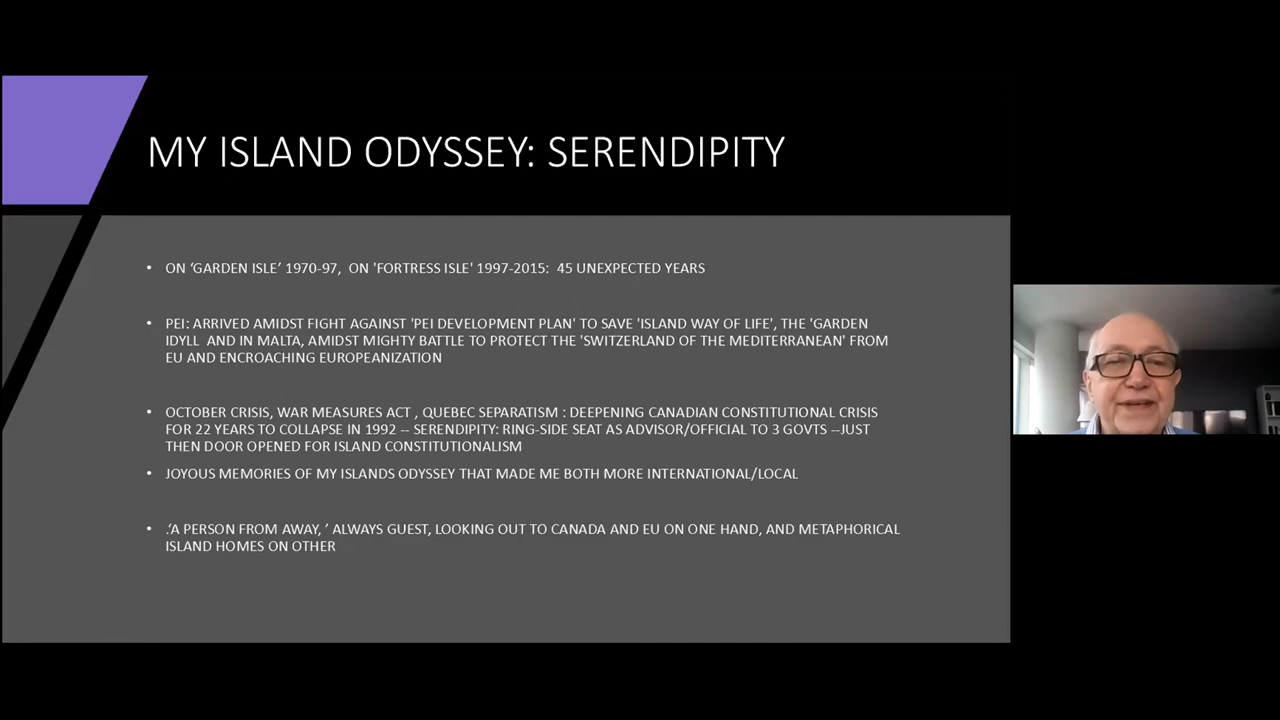 MY ISLAND ODYSSEY: SERENDIPITY
• ON ‘GARDEN ISLE’ 1970-97, ON 'FORTRESS ISLE' 1997-2015: 45 UNEXPECTED YEARS
• PEI: ARRIVED AMIDST FIGHT AGAINST 'PEI DEVELOPMENT PLAN' TO SAVE 'ISLAND WAY OF LIFE', THE 'GARDEN
IDYLL AND IN MALTA, AMIDST MIGHTY BATTLE TO PROTECT THE 'SWITZERLAND OF THE MEDITERRANEAN' FROM
EU AND ENCROACHING EUROPEANIZATION
• OCTOBER CRISIS, WAR MEASURES ACT , QUEBEC SEPARATISM : DEEPENING CANADIAN CONSTITUTIONAL CRISIS
FOR 22 YEARS TO COLLAPSE IN 1992 -- SERENDIPITY: RING-SIDE SEAT AS ADVISOR/OFFICIAL TO 3 GOVTS --JUST
THEN DOOR OPENED FOR ISLAND CONSTITUTIONALISM
• JOYOUS MEMORIES OF MY ISLANDS ODYSSEY THAT MADE ME BOTH MORE INTERNATIONAL/LOCAL
• .‘A PERSON FROM AWAY, ’ ALWAYS GUEST, LOOKING OUT TO CANADA AND EU ON ONE HAND, AND METAPHORICAL
ISLAND HOMES ON OTHER